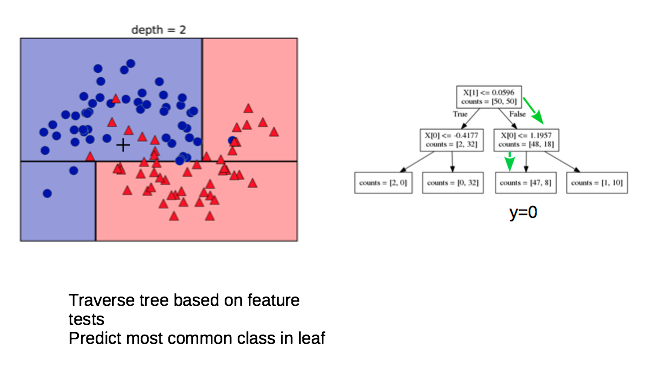 depth = 2
X[1] <= 0.0596
counts = [50, 50]
True
False
X[0] <= -0.4177
counts = [2, 32]
X[0] <= 1.1957
counts = [48, 18]
counts = [2, 0]
counts = [0, 32]
counts = [47, 8]
counts = [1, 10]
y=0
Traverse tree based on feature
tests
Predict most common class in leaf